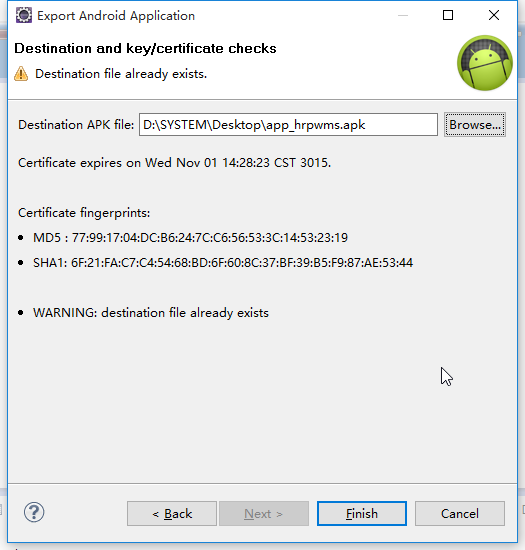 Export Android Application
Destination and key/certificate checks
Destination file already exists.
Destination APK file: D:\SYSTEM\Desktop\app_hrpwms.apk Browse...
Certificate expires on Wed Nov 01 14:28:23 CST 3015.
Certificate fingerprints:
MD5 : 77:99:17:04:DC:B6:24:7C:C6:56:53:3C:14:53:23:19
SHA1: 6F:21:FA:C7:C4:54:68:BD:6F:60:8C:37:BF:39:B5:F9:87:AE:53:44
WARNING: destination file already exists
? < Back Next > Finish Cancel